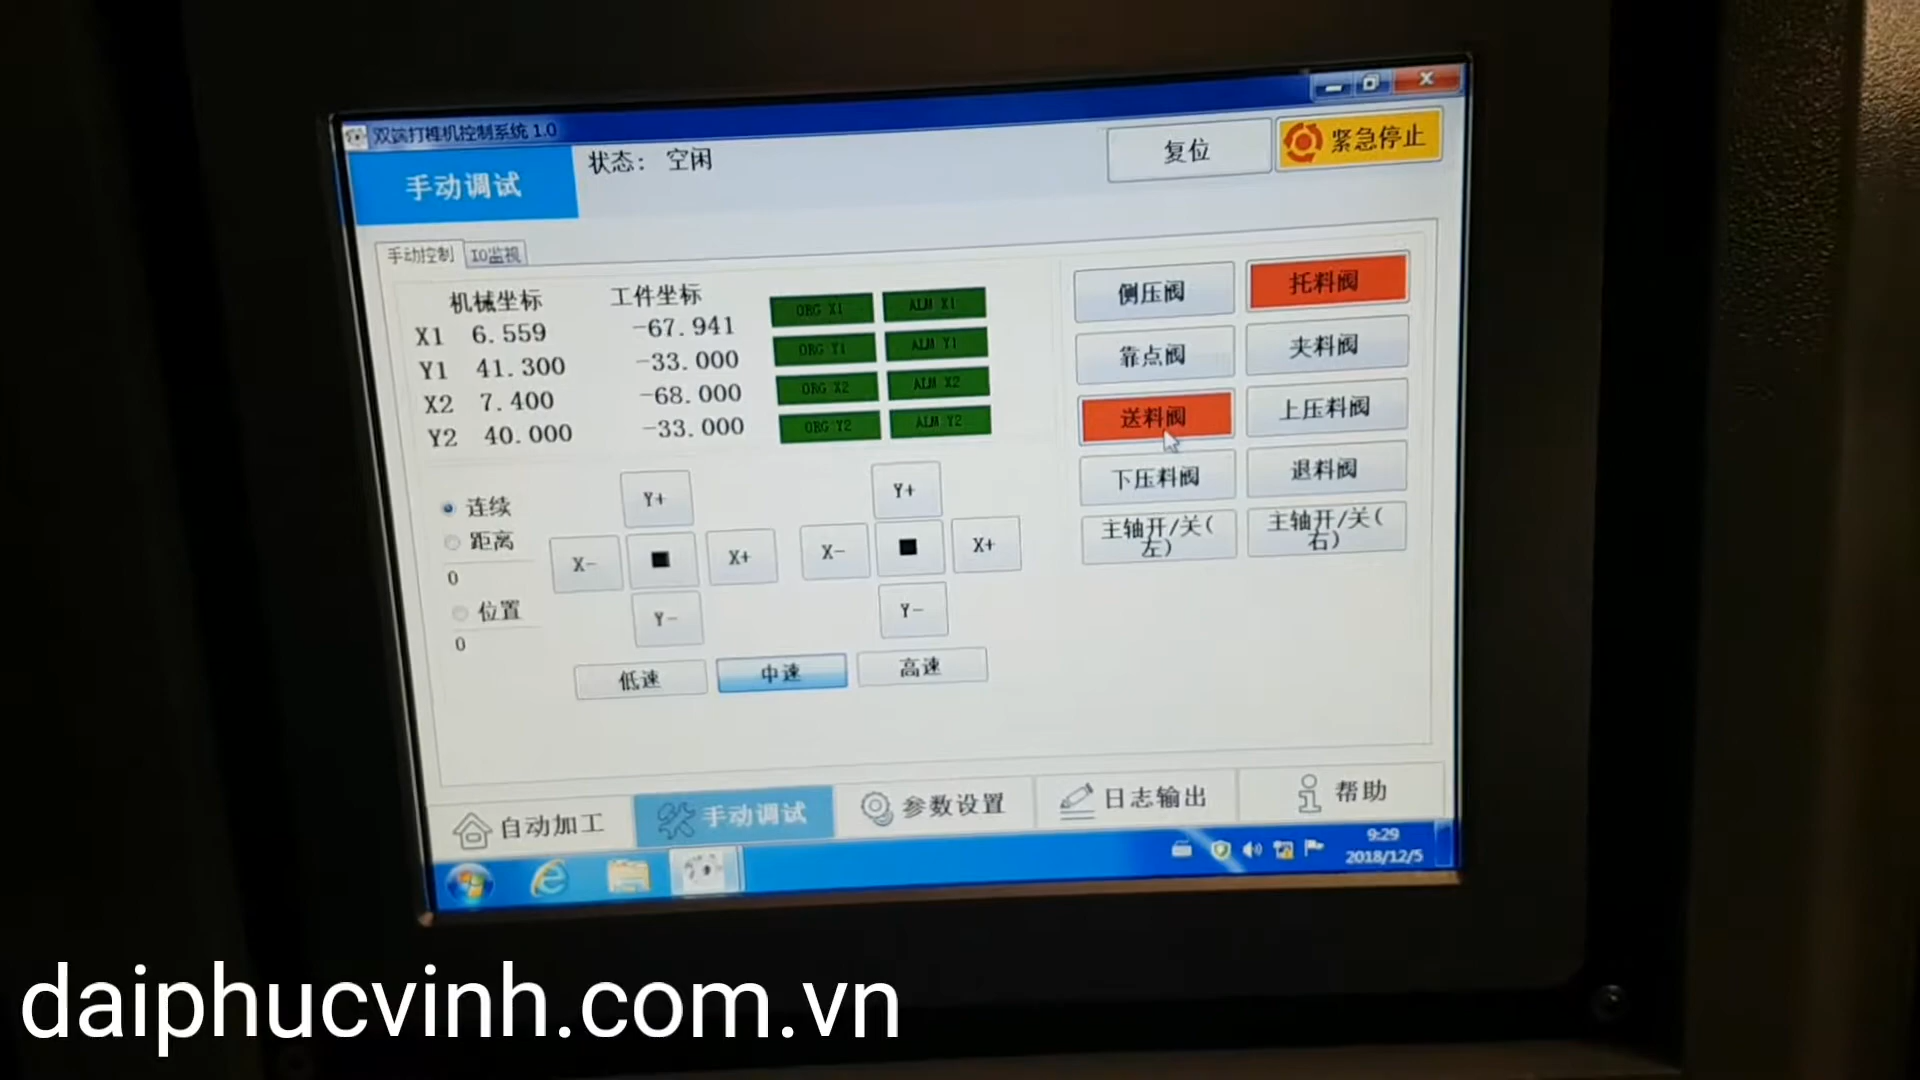 双端打榫机控制系统 1.0
手动调试
状态： 空闲
复位
紧急停止
手动控制
IO监视
机械坐标 工件坐标
X1 6.559 -67.941
Y1 41.300 -33.000
X2 7.400 -68.000
Y2 40.000 -33.000
ORG X1 ALM X1
ORG Y1 ALM Y1
ORG X2 ALM X2
ORG Y2 ALM Y2
侧压阀 托料阀
靠点阀 夹料阀
送料阀 上压料阀
下压料阀 退料阀
主轴开/关(
左)
主轴开/关(
右)
连续
距离
0
位置
0
Y+
X- X+
Y-
Y+
X- X+
Y-
低速 中速 高速
自动加工 手动调试 参数设置 日志输出 帮助
9:29
2018/12/5
daiphucvinh.com.vn